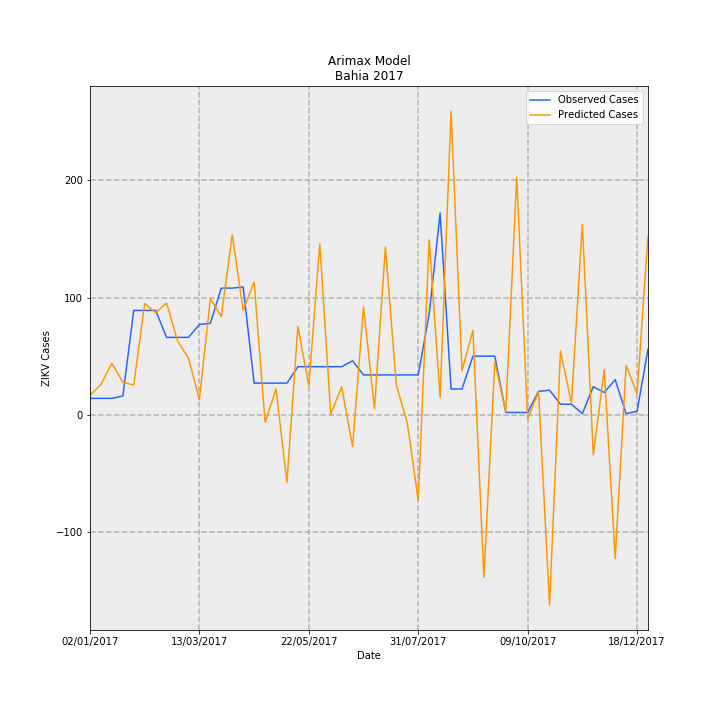 Arimax Model
Bahia 2017
Observed Cases
Predicted Cases
ZIKV Cases
200
100
0
−100
02/01/2017
13/03/2017
22/05/2017
31/07/2017
09/10/2017
18/12/2017
Date